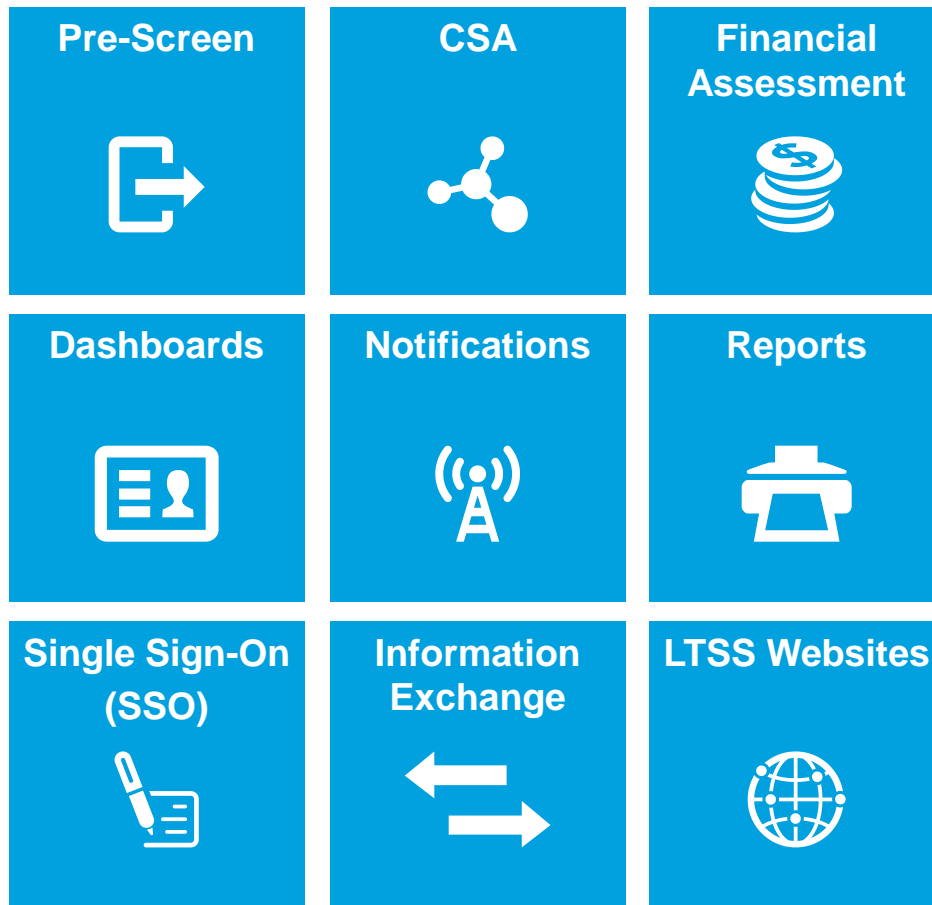 Pre-Screen
CSA
Financial
Assessment
$
Dashboards
Notifications
Reports
Single Sign-On
(SSO)
Information
Exchange
LTSS Websites